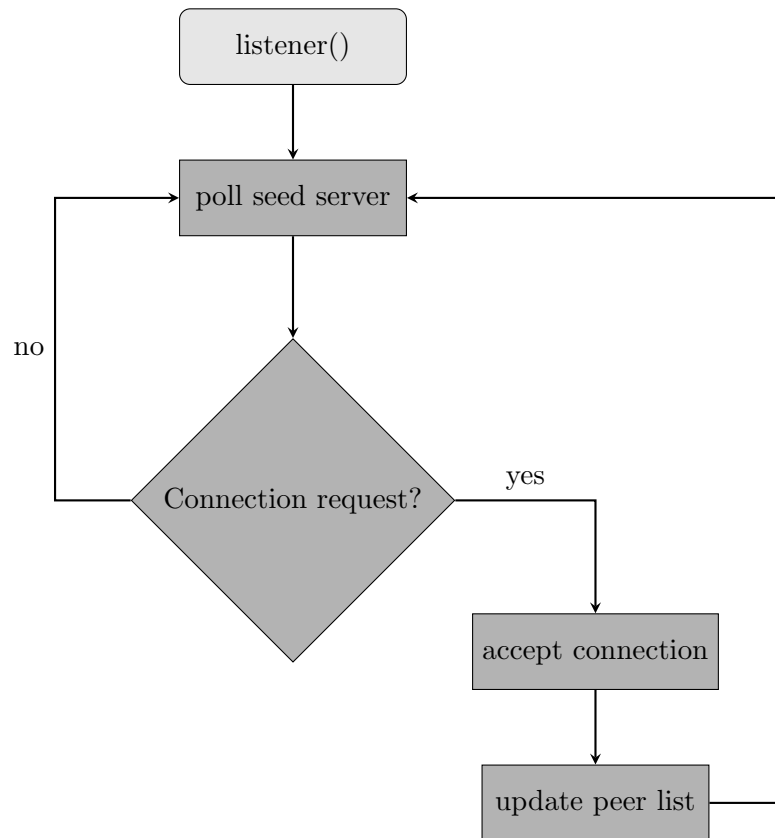 listener()
poll seed server
no
yes
Connection request?
accept connection
update peer list